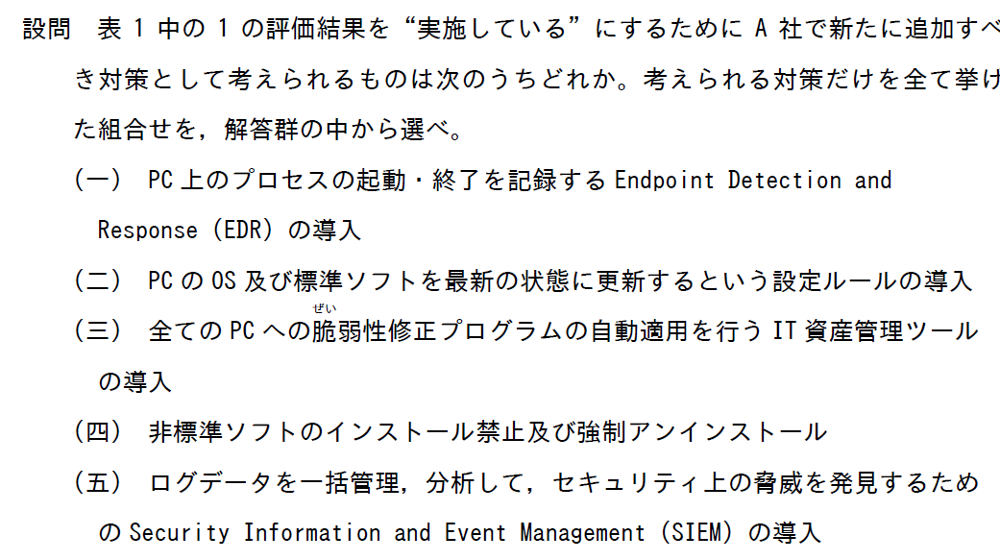 設問　表 1 中の 1 の評価結果を“実施している”にするために A 社で新たに追加すべ
き対策として考えられるものは次のうちどれか。考えられる対策だけを全て挙げ
た組合せを，解答群の中から選べ。
（一）　PC 上のプロセスの起動・終了を記録する Endpoint Detection and
Response（EDR）の導入
（二）　PC の OS 及び標準ソフトを最新の状態に更新するという設定ルールの導入
ぜい
（三）　全ての PC への脆弱性修正プログラムの自動適用を行う IT 資産管理ツール
の導入
（四）　非標準ソフトのインストール禁止及び強制アンインストール
（五）　ログデータを一括管理，分析して，セキュリティ上の脅威を発見するため
の Security Information and Event Management（SIEM）の導入